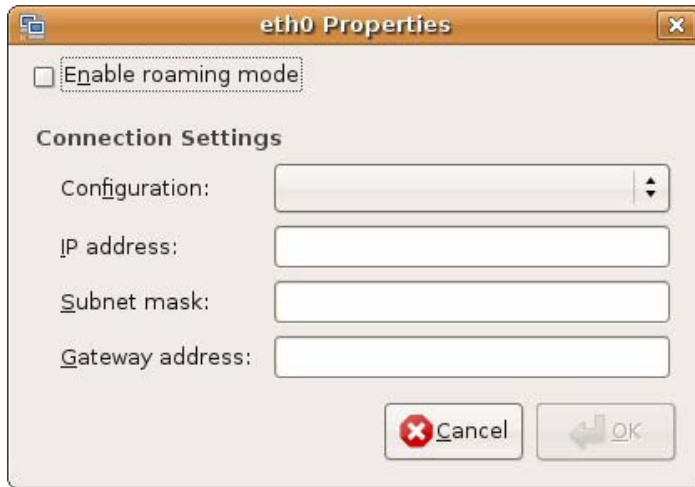 eth0 Properties
Enable roaming mode
Connection Settings
Configuration:
IP address:
Subnet mask:
Gateway address:
Cancel
OK